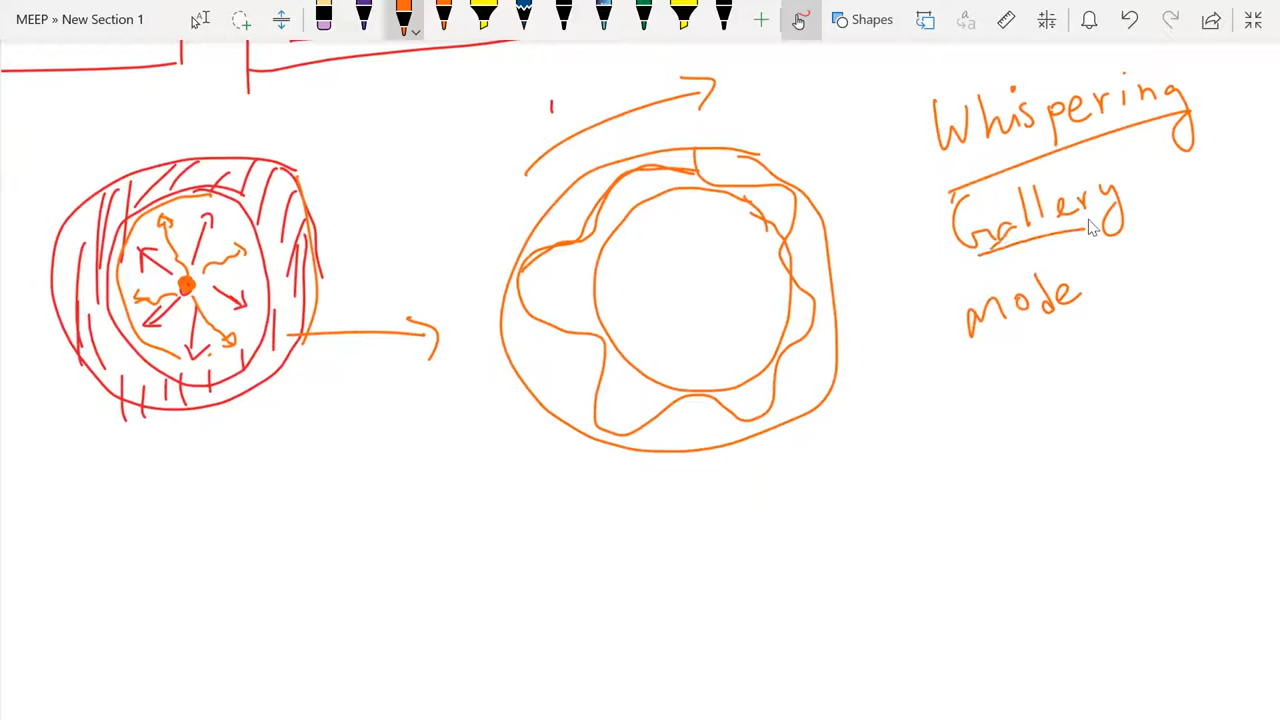 MEEP » New Section 1
Shapes
Whispering
Gallery
mode